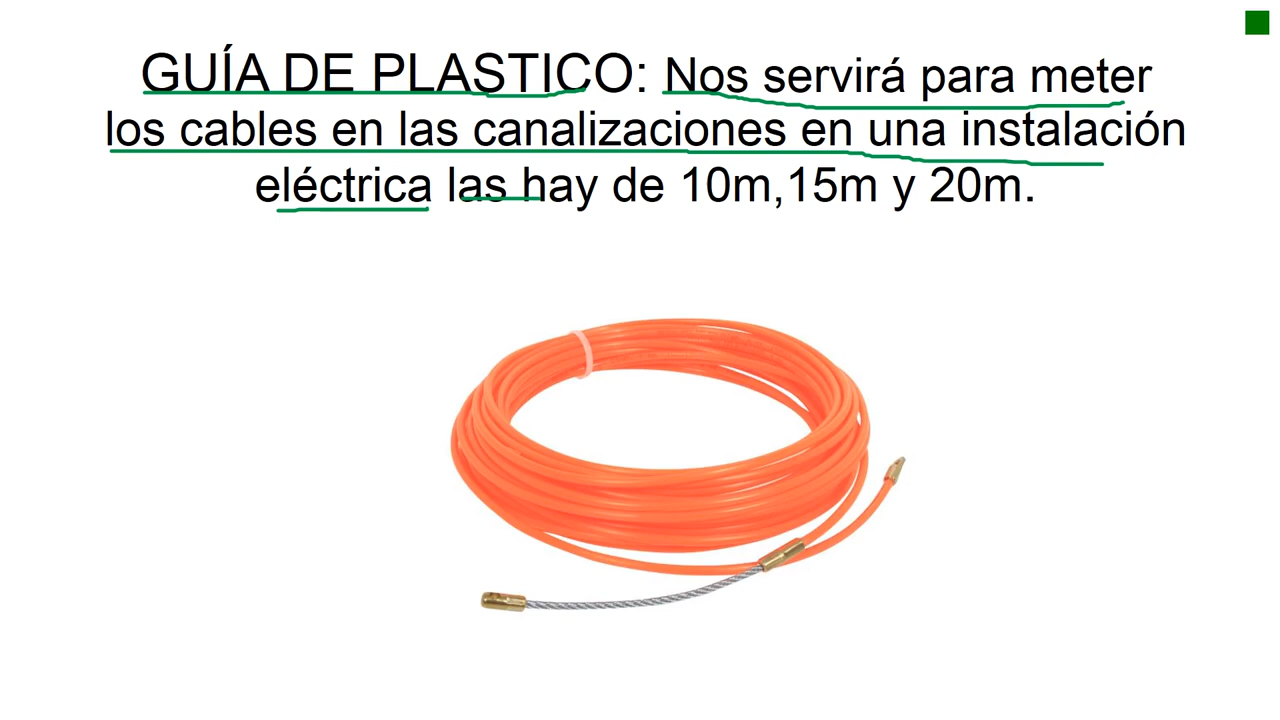 GUÍA DE PLASTICO: Nos servirá para meter
los cables en las canalizaciones en una instalación
eléctrica las hay de 10m,15m y 20m.